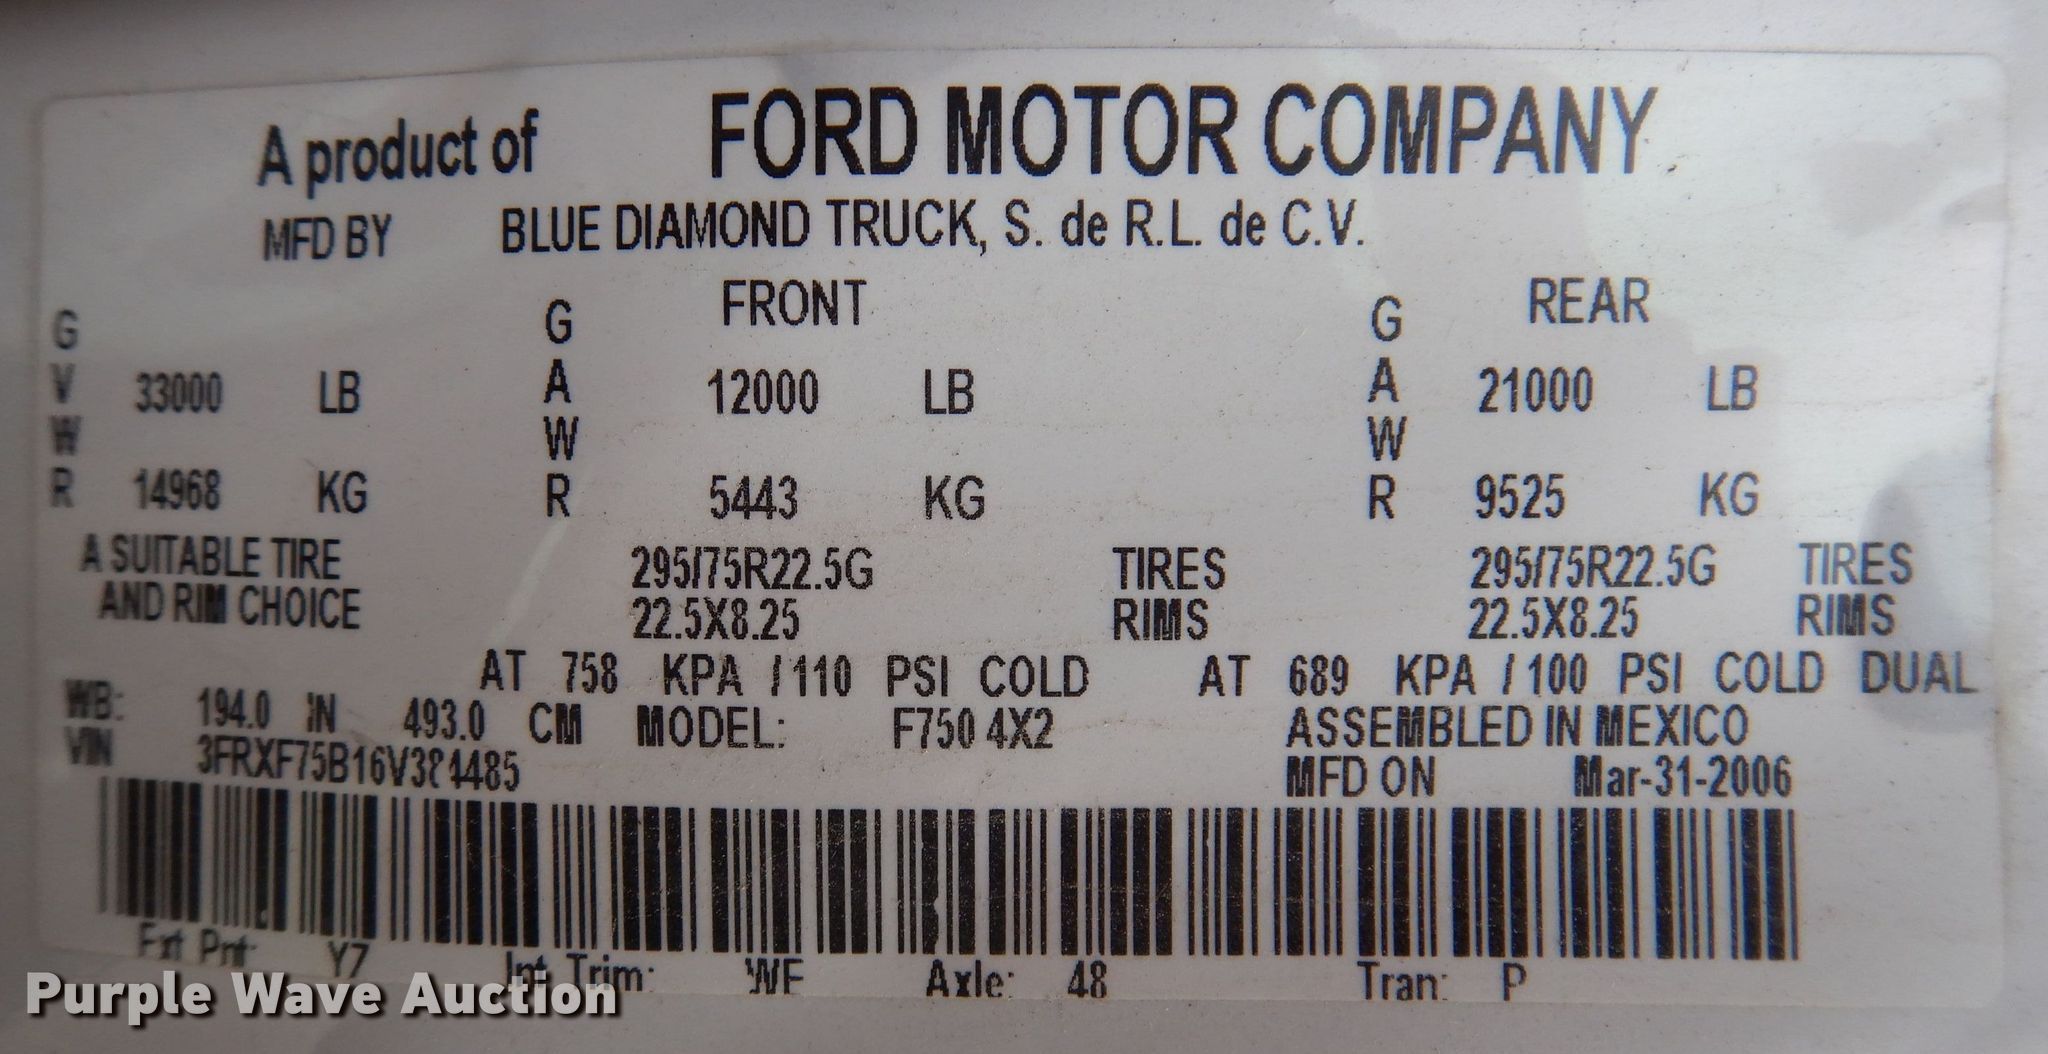 A product of FORD MOTOR COMPANY
MFD BY BLUE DIAMOND TRUCK, S. de R.L. de C.V.
GVWR 33000 LB 14968 KG
FRONT
GAWR 12000 LB 5443 KG
REAR
GAWR 21000 LB 9525 KG
A SUITABLE TIRE 295/75R22.5G TIRES 295/75R22.5G TIRES
AND RIM CHOICE 22.5X8.25 RIMS 22.5X8.25 RIMS
AT 758 KPA / 110 PSI COLD AT 689 KPA / 100 PSI COLD DUAL
WB: 194.0 IN 493.0 CM MODEL: F750 4X2 ASSEMBLED IN MEXICO
VIN 3FRXF75B16V384485 MFD ON Mar-31-2006
Ext Pnt: Y7 Int Trim: WE Axle: 48 Tran: P
Purple Wave Auction